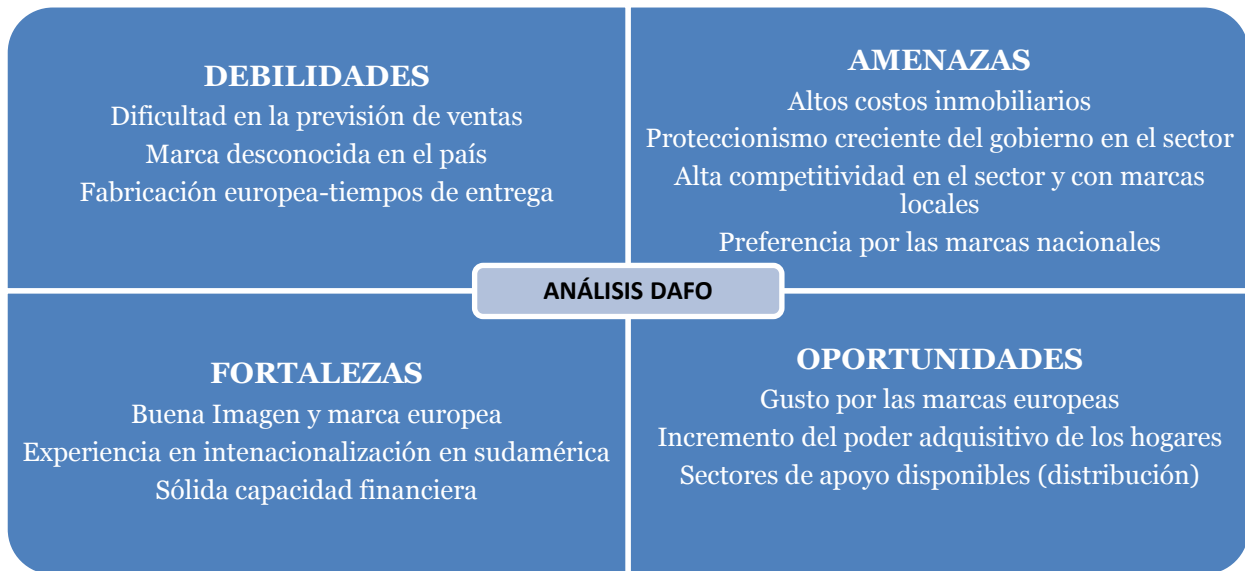 DEBILIDADES
Dificultad en la previsión de ventas
Marca desconocida en el país
Fabricación europea-tiempos de entrega
AMENAZAS
Altos costos inmobiliarios
Proteccionismo creciente del gobierno en el sector
Alta competitividad en el sector y con marcas
locales
Preferencia por las marcas nacionales
ANÁLISIS DAFO
FORTALEZAS
Buena Imagen y marca europea
Experiencia en intenacionalización en sudamérica
Sólida capacidad financiera
OPORTUNIDADES
Gusto por las marcas europeas
Incremento del poder adquisitivo de los hogares
Sectores de apoyo disponibles (distribución)